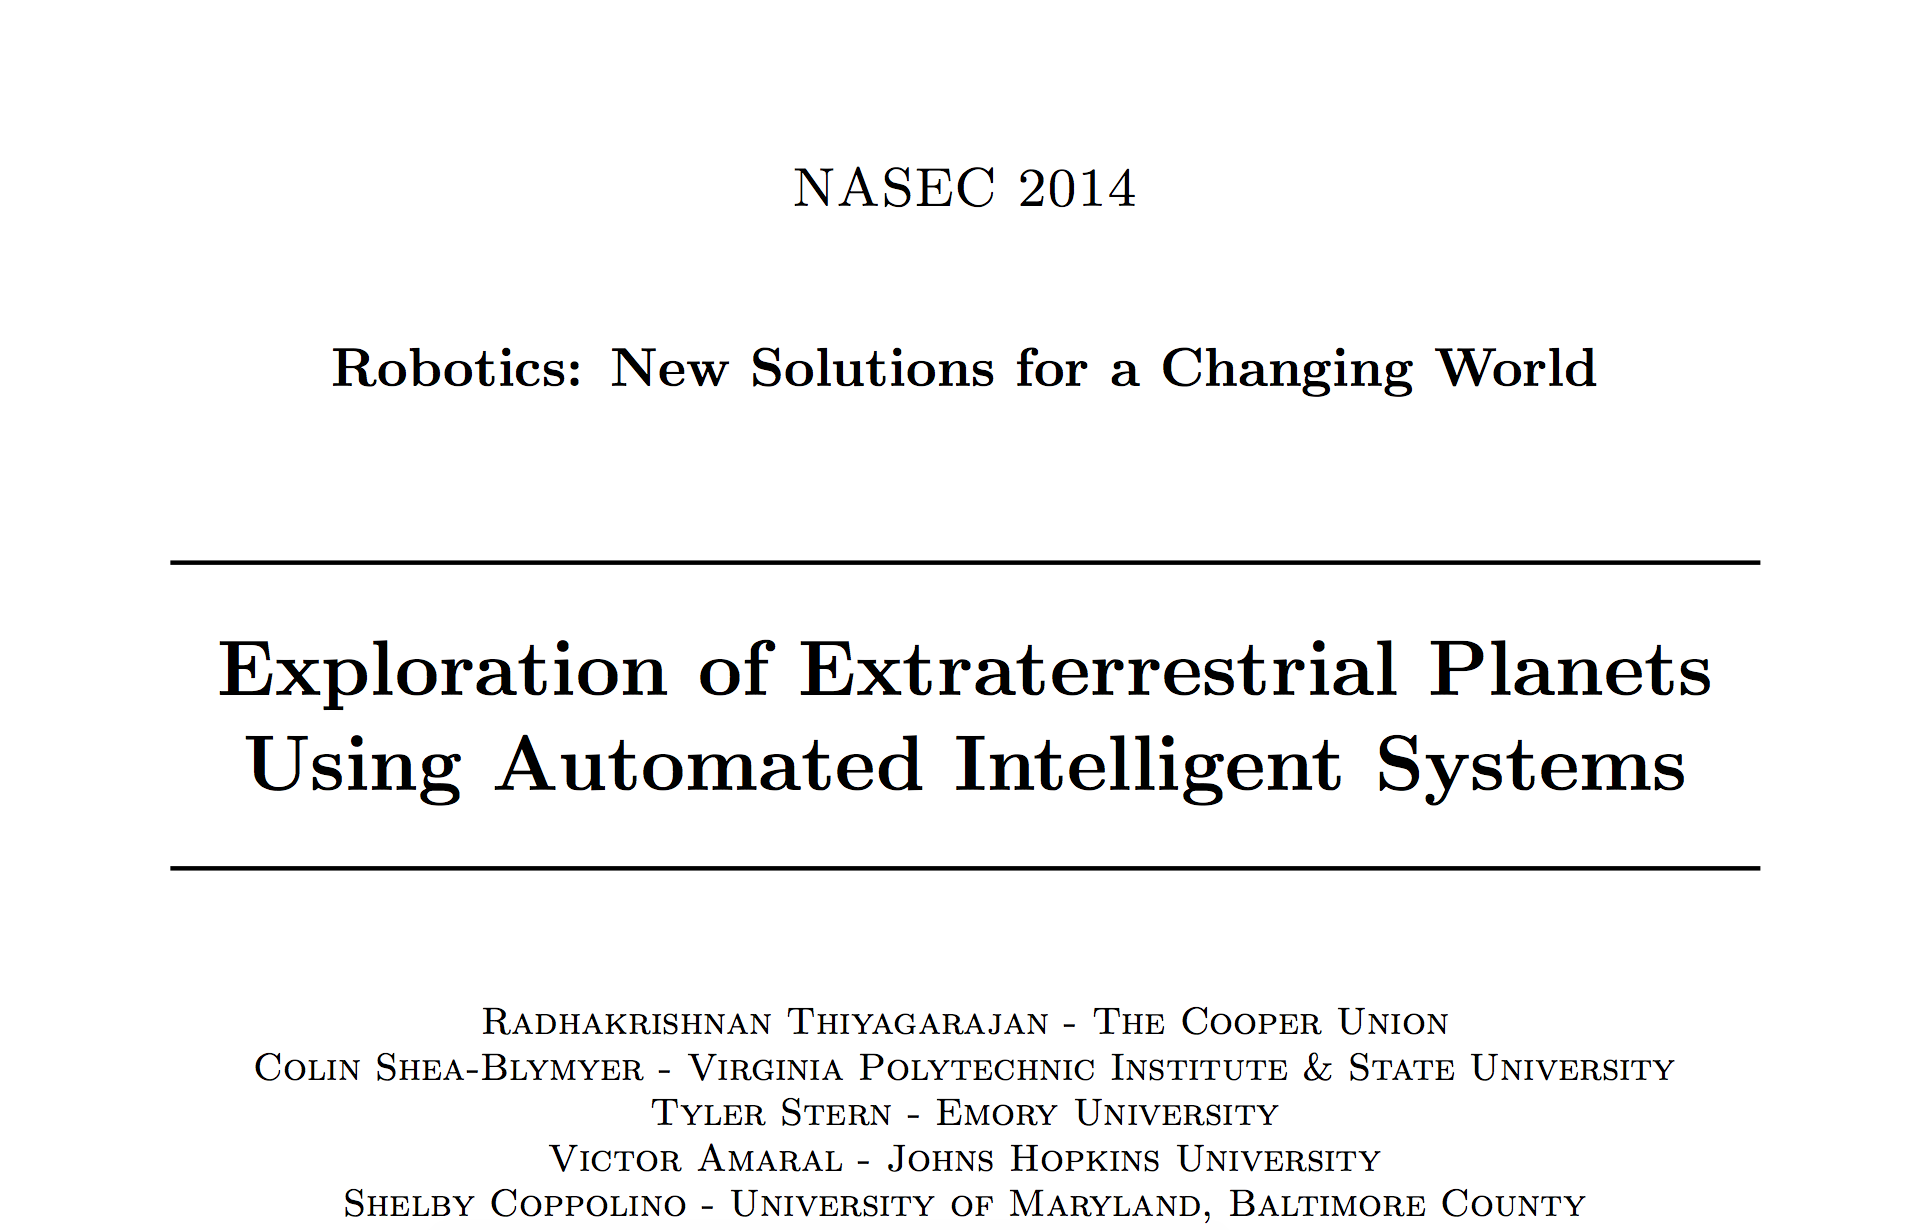 NASEC 2014
Robotics: New Solutions for a Changing World
Exploration of Extraterrestrial Planets
Using Automated Intelligent Systems
Radhakrishnan Thiyagarajan - The Cooper Union
Colin Shea-Blymyer - Virginia Polytechnic Institute & State University
Tyler Stern - Emory University
Victor Amaral - Johns Hopkins University
Shelby Coppolino - University of Maryland, Baltimore County